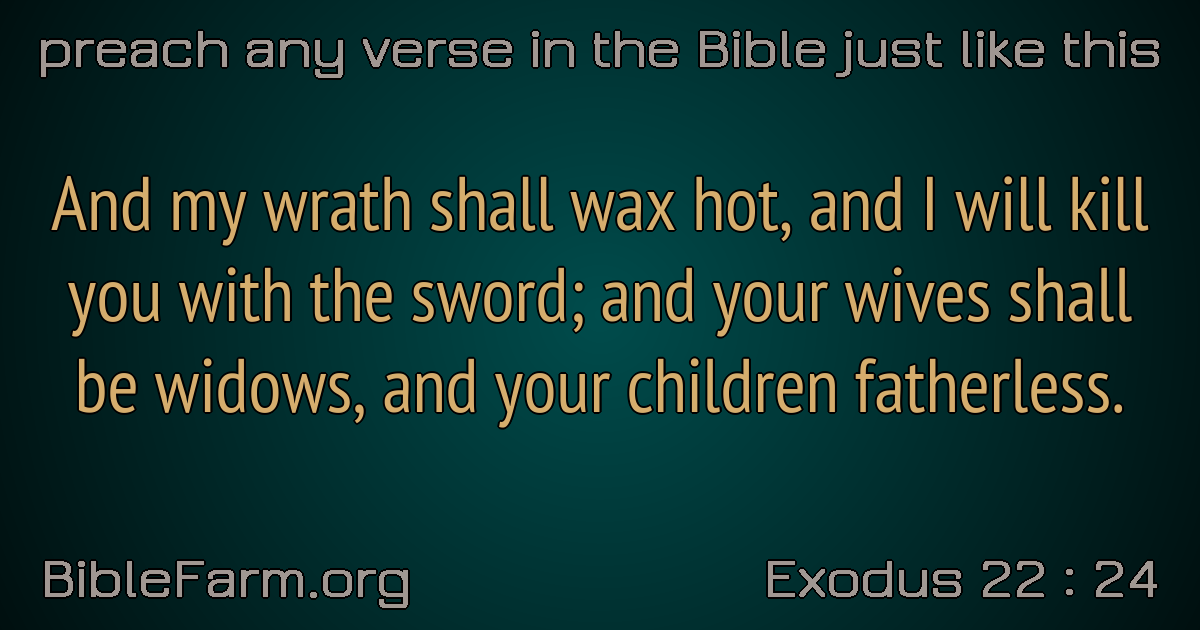 preach any verse in the Bible just like this
And my wrath shall wax hot, and I will kill
you with the sword; and your wives shall
be widows, and your children fatherless.
BibleFarm.org
Exodus 22 : 24